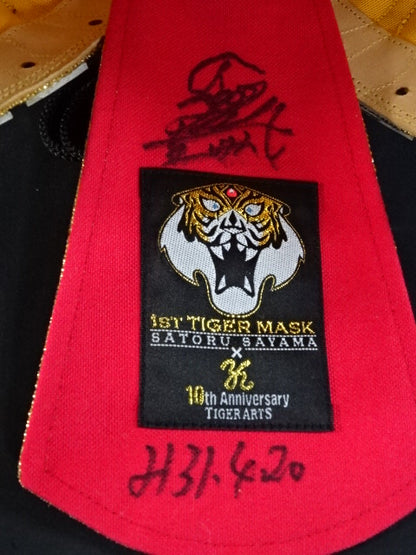 1ST TIGER MASK
SATORU SAYAMA
×
10th Anniversary
TIGER ARTS
H31.4.20